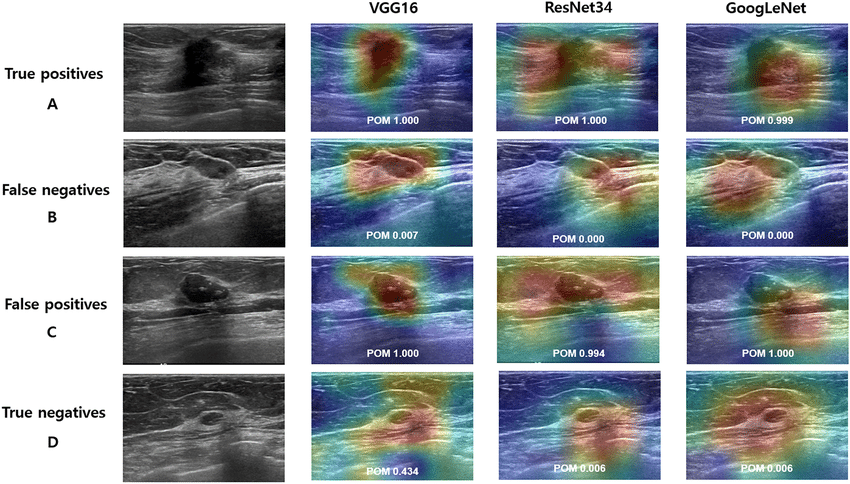 VGG16 ResNet34 GoogLeNet
True positives
A
POM 1.000 POM 1.000 POM 0.999
False negatives
B
POM 0.007 POM 0.000 POM 0.000
False positives
C
POM 1.000 POM 0.994 POM 1.000
True negatives
D
POM 0.434 POM 0.006 POM 0.006